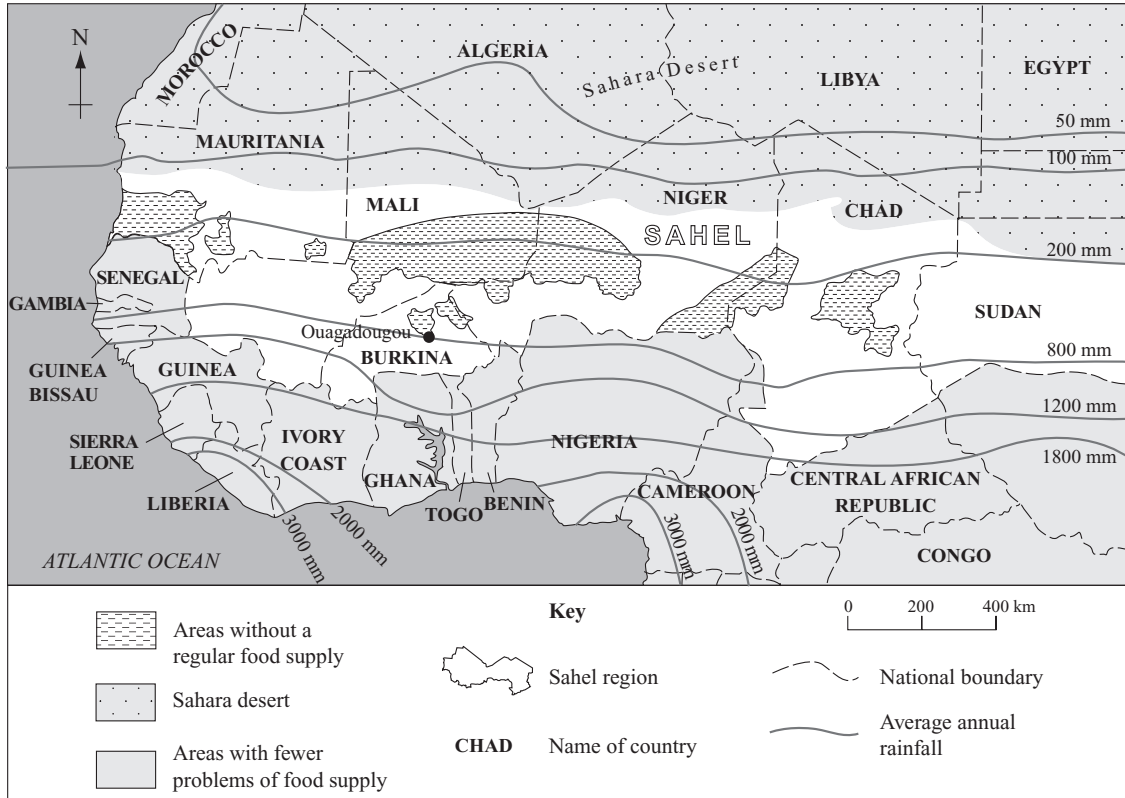 N
MOROCCO
ALGERIA
Sahara Desert
LIBYA
EGYPT
50 mm
MAURITANIA
100 mm
MALI
NIGER
CHAD
SAHEL
200 mm
SENEGAL
GAMBIA
SUDAN
Ouagadougou
BURKINA
800 mm
GUINEA
BISSAU
GUINEA
1200 mm
SIERRA
LEONE
IVORY
COAST
NIGERIA
1800 mm
GHANA
LIBERIA
TOGO
BENIN
CAMEROON
CENTRAL AFRICAN
REPUBLIC
3000 mm
2000 mm
3000 mm
2000 mm
CONGO
ATLANTIC OCEAN
Key
0 200 400 km
Areas without a
regular food supply
Sahel region
National boundary
Sahara desert
Areas with fewer
problems of food supply
CHAD
Name of country
Average annual
rainfall